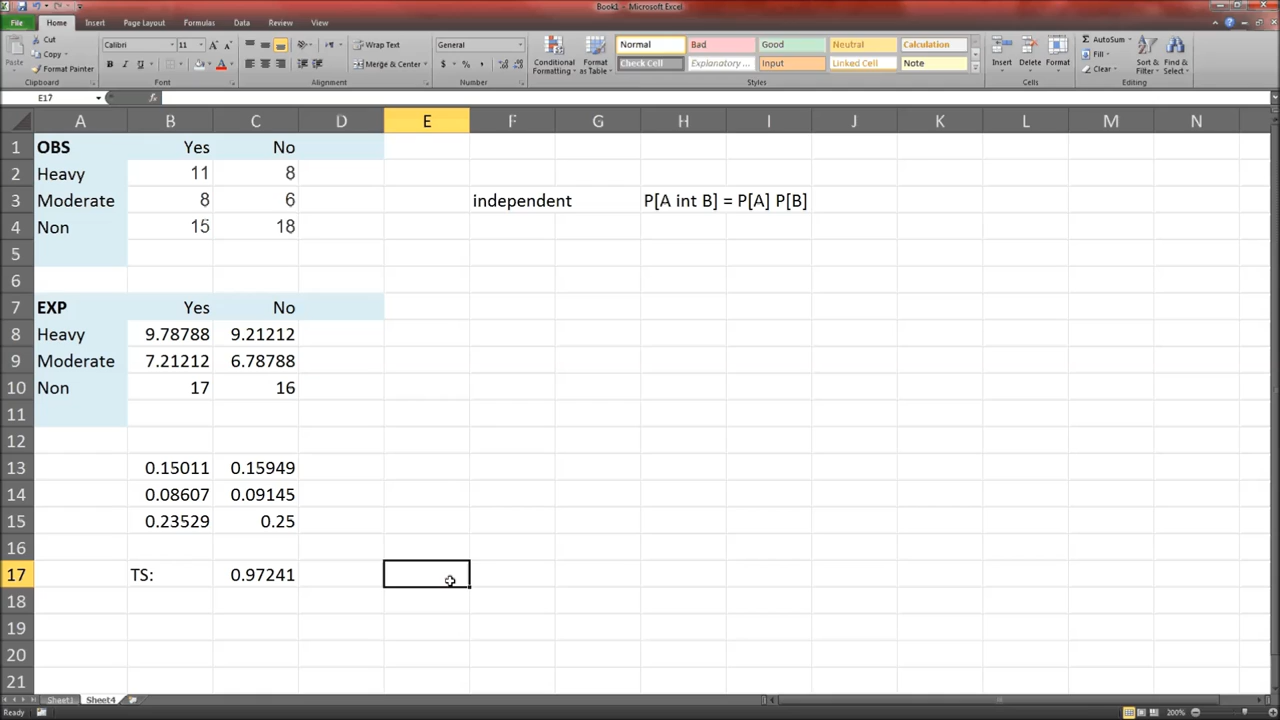 Book1 - Microsoft Excel
File Home Insert Page Layout Formulas Data Review View
Cut
Copy
Format Painter
Paste
Clipboard
Calibri 11
B I U
Font
Wrap Text
Merge & Center
Alignment
General
$ % ,
Number
Conditional Formatting
Format as Table
Normal Bad Good Neutral Calculation
Check Cell Explanatory ... Input Linked Cell Note
Styles
Insert Delete Format
Cells
AutoSum
Fill
Clear
Sort & Filter
Find & Select
Editing
E17 fx
A B C D E F G H I J K L M N
1 OBS Yes No
2 Heavy 11 8
3 Moderate 8 6 independent P[A int B] = P[A] P[B]
4 Non 15 18
5
6
7 EXP Yes No
8 Heavy 9.78788 9.21212
9 Moderate 7.21212 6.78788
10 Non 17 16
11
12
13 0.15011 0.15949
14 0.08607 0.09145
15 0.23529 0.25
16
17 TS: 0.97241
18
19
20
21
Sheet4
Ready 200%